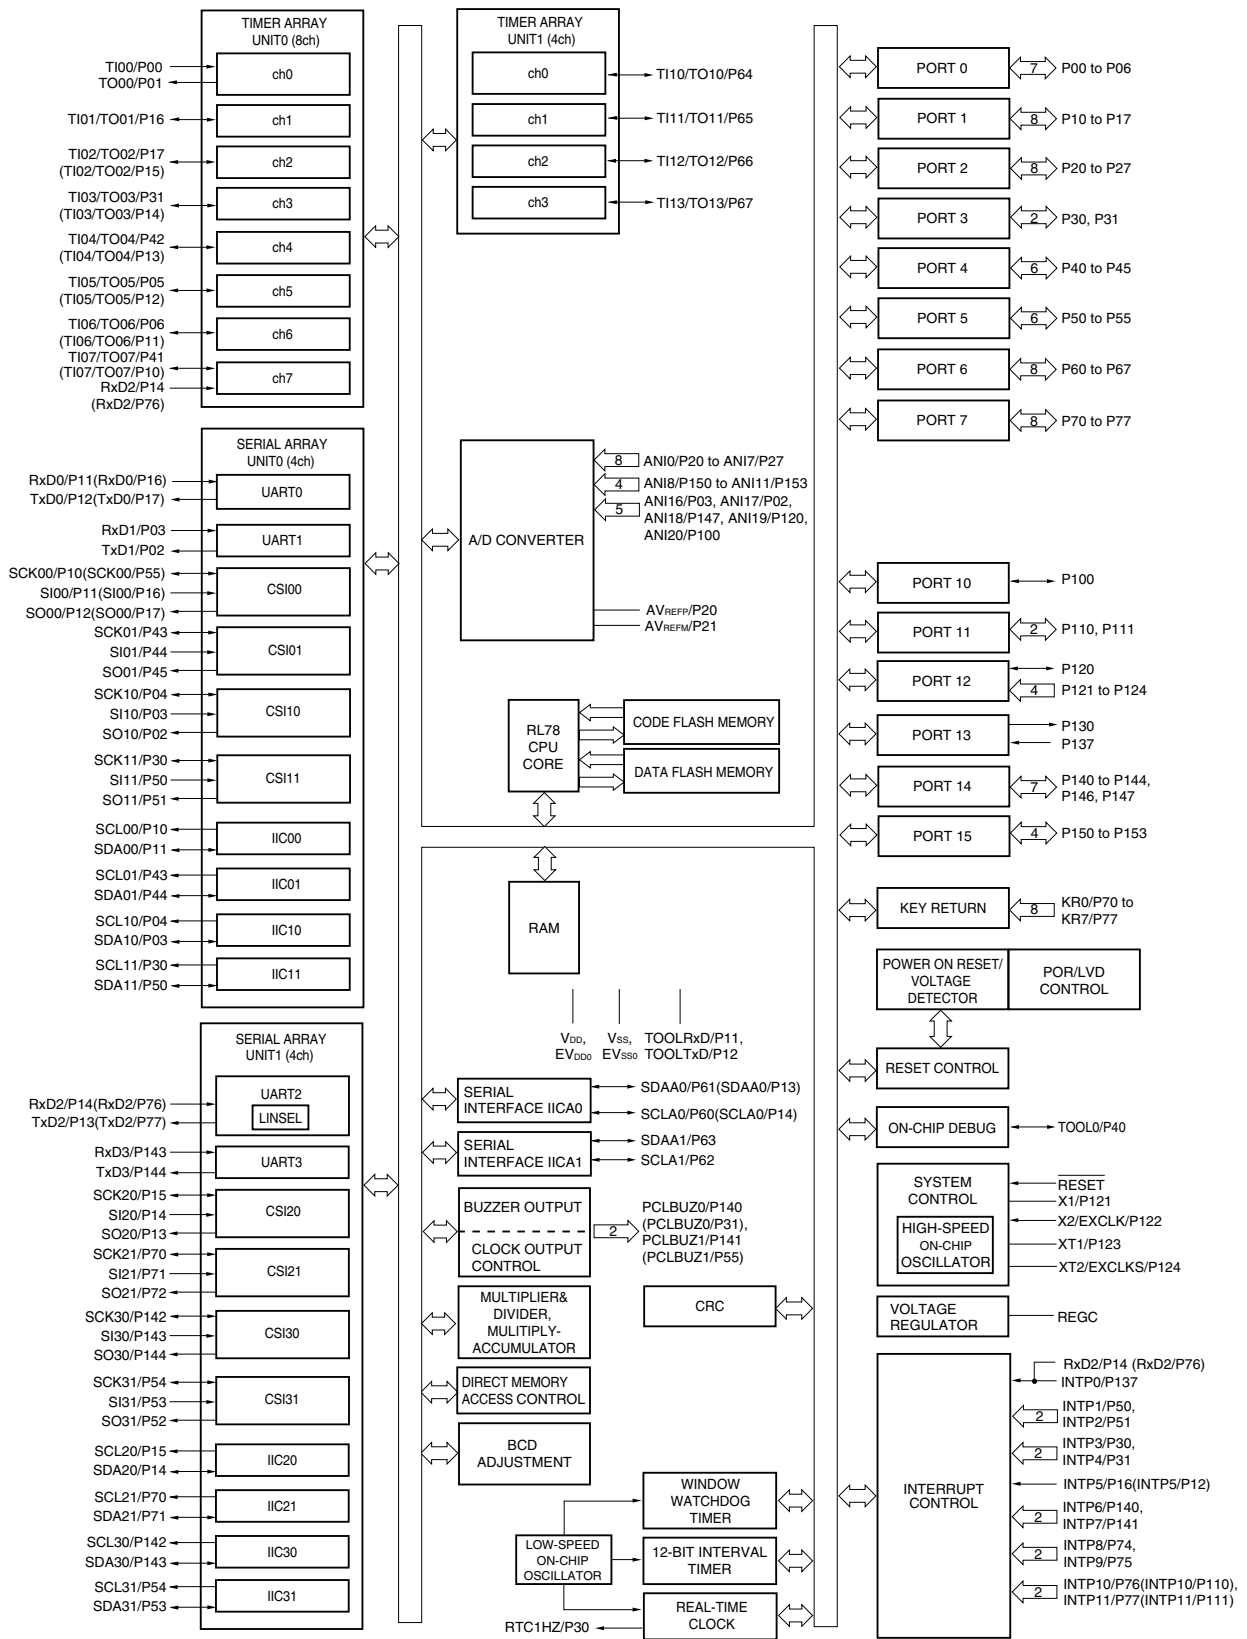 TIMER ARRAY
UNIT0 (8ch)
TI00/P00
TO00/P01
ch0
TI01/TO01/P16
ch1
TI02/TO02/P17
(TI02/TO02/P15)
ch2
TI03/TO03/P31
(TI03/TO03/P14)
ch3
TI04/TO04/P42
(TI04/TO04/P13)
ch4
TI05/TO05/P05
(TI05/TO05/P12)
ch5
TI06/TO06/P06
(TI06/TO06/P11)
ch6
TI07/TO07/P41
(TI07/TO07/P10)
RxD2/P14
(RxD2/P76)
ch7
SERIAL ARRAY
UNIT0 (4ch)
RxD0/P11(RxD0/P16)
TxD0/P12(TxD0/P17)
UART0
RxD1/P03
TxD1/P02
UART1
SCK00/P10(SCK00/P55)
SI00/P11(SI00/P16)
SO00/P12(SO00/P17)
CSI00
SCK01/P43
SI01/P44
SO01/P45
CSI01
SCK10/P04
SI10/P03
SO10/P02
CSI10
SCK11/P30
SI11/P50
SO11/P51
CSI11
SCL00/P10
SDA00/P11
IIC00
SCL01/P43
SDA01/P44
IIC01
SCL10/P04
SDA10/P03
IIC10
SCL11/P30
SDA11/P50
IIC11
SERIAL ARRAY
UNIT1 (4ch)
RxD2/P14(RxD2/P76)
TxD2/P13(TxD2/P77)
UART2
LINSEL
RxD3/P143
TxD3/P144
UART3
SCK20/P15
SI20/P14
SO20/P13
CSI20
SCK21/P70
SI21/P71
SO21/P72
CSI21
SCK30/P142
SI30/P143
SO30/P144
CSI30
SCK31/P54
SI31/P53
SO31/P52
CSI31
SCL20/P15
SDA20/P14
IIC20
SCL21/P70
SDA21/P71
IIC21
SCL30/P142
SDA30/P143
IIC30
SCL31/P54
SDA31/P53
IIC31
TIMER ARRAY
UNIT1 (4ch)
ch0
TI10/TO10/P64
ch1
TI11/TO11/P65
ch2
TI12/TO12/P66
ch3
TI13/TO13/P67
A/D CONVERTER
8
ANI0/P20 to ANI7/P27
4
ANI8/P150 to ANI11/P153
5
ANI16/P03, ANI17/P02,
ANI18/P147, ANI19/P120,
ANI20/P100
AVREFP/P20
AVREFM/P21
RL78
CPU
CORE
CODE FLASH MEMORY
DATA FLASH MEMORY
RAM
VDD,
EVDD0
VSS,
EVSS0
TOOLRxD/P11,
TOOLTxD/P12
SERIAL
INTERFACE IICA0
SDAA0/P61(SDAA0/P13)
SCLA0/P60(SCLA0/P14)
SERIAL
INTERFACE IICA1
SDAA1/P63
SCLA1/P62
BUZZER OUTPUT
CLOCK OUTPUT
CONTROL
2
PCLBUZ0/P140
(PCLBUZ0/P31),
PCLBUZ1/P141
(PCLBUZ1/P55)
MULTIPLIER&
DIVIDER,
MULITIPLY-
ACCUMULATOR
CRC
DIRECT MEMORY
ACCESS CONTROL
BCD
ADJUSTMENT
WINDOW
WATCHDOG
TIMER
LOW-SPEED
ON-CHIP
OSCILLATOR
12-BIT INTERVAL
TIMER
REAL-TIME
CLOCK
RTC1HZ/P30
PORT 0
7
P00 to P06
PORT 1
8
P10 to P17
PORT 2
8
P20 to P27
PORT 3
2
P30, P31
PORT 4
6
P40 to P45
PORT 5
6
P50 to P55
PORT 6
8
P60 to P67
PORT 7
8
P70 to P77
PORT 10
P100
PORT 11
2
P110, P111
PORT 12
P120
4
P121 to P124
PORT 13
P130
P137
PORT 14
7
P140 to P144,
P146, P147
PORT 15
4
P150 to P153
KEY RETURN
8
KR0/P70 to
KR7/P77
POWER ON RESET/
VOLTAGE
DETECTOR
POR/LVD
CONTROL
RESET CONTROL
ON-CHIP DEBUG
TOOL0/P40
SYSTEM
CONTROL
HIGH-SPEED
ON-CHIP
OSCILLATOR
RESET
X1/P121
X2/EXCLK/P122
XT1/P123
XT2/EXCLKS/P124
VOLTAGE
REGULATOR
REGC
INTERRUPT
CONTROL
RxD2/P14 (RxD2/P76)
INTP0/P137
2
INTP1/P50,
INTP2/P51
2
INTP3/P30,
INTP4/P31
INTP5/P16(INTP5/P12)
2
INTP6/P140,
INTP7/P141
2
INTP8/P74,
INTP9/P75
2
INTP10/P76(INTP10/P110),
INTP11/P77(INTP11/P111)